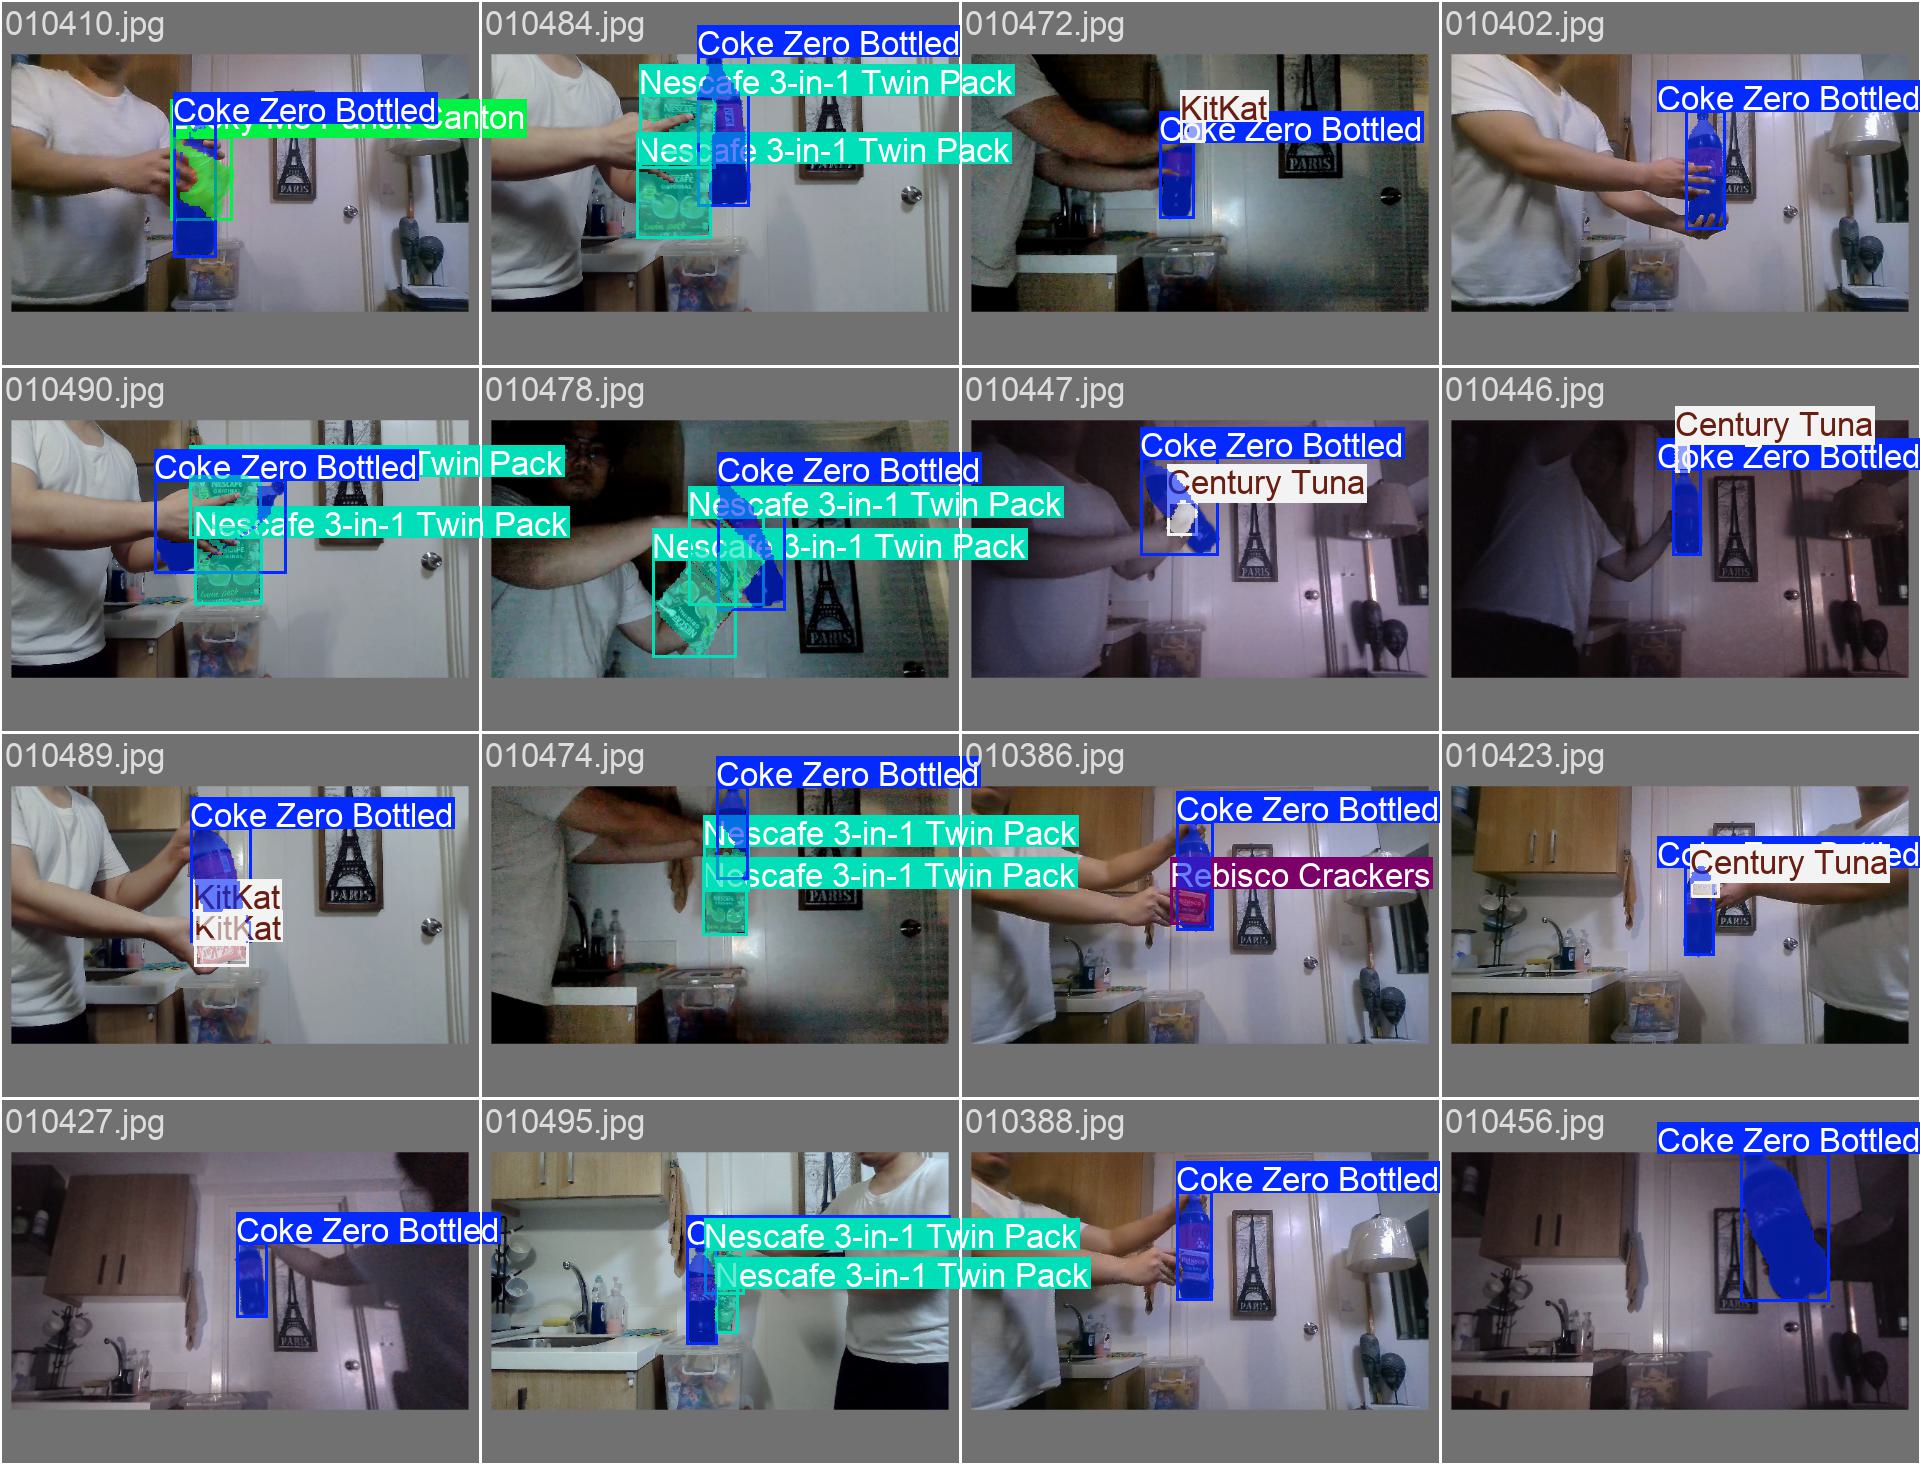 010410.jpg
Coke Zero Bottled
Canton
PARIS
010484.jpg
Coke Zero Bottled
Nescafe 3-in-1 Twin Pack
Nescafe 3-in-1 Twin Pack
twin pack
010472.jpg
KitKat
Coke Zero Bottled
PARIS
010402.jpg
Coke Zero Bottled
PARIS
010490.jpg
Twin Pack
Coke Zero Bottled
NESCAFE
Nescafe 3-in-1 Twin Pack
twin pack
010478.jpg
Coke Zero Bottled
Nescafe 3-in-1 Twin Pack
Nescafe 3-in-1 Twin Pack
NESCAFE
PARIS
010447.jpg
Coke Zero Bottled
Century Tuna
PARIS
010446.jpg
Century Tuna
Coke Zero Bottled
PARIS
010489.jpg
Coke Zero Bottled
KitKat
KitKat
PARIS
010474.jpg
Coke Zero Bottled
Nescafe 3-in-1 Twin Pack
Nescafe 3-in-1 Twin Pack
PARIS
010386.jpg
Coke Zero Bottled
Rebisco Crackers
PARIS
010423.jpg
Century Tuna
PARIS
010427.jpg
Coke Zero Bottled
PARIS
010495.jpg
Nescafe 3-in-1 Twin Pack
Nescafe 3-in-1 Twin Pack
010388.jpg
Coke Zero Bottled
PARIS
010456.jpg
Coke Zero Bottled